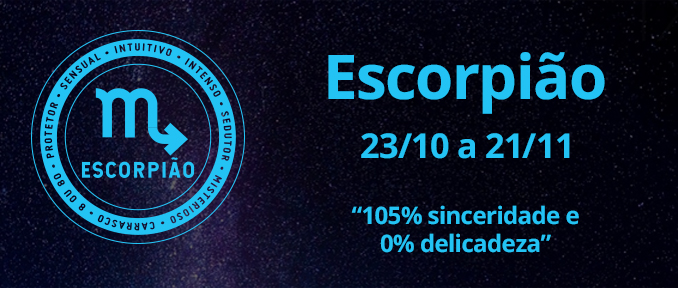 SENSUAL • INTUITIVO • INTENSO • SEDUTOR • MISTERIOSO • CARRASCO • 8 OU 80 • PROTETOR •
ESCORPIÃO
Escorpião
23/10 a 21/11
“105% sinceridade e
0% delicadeza”